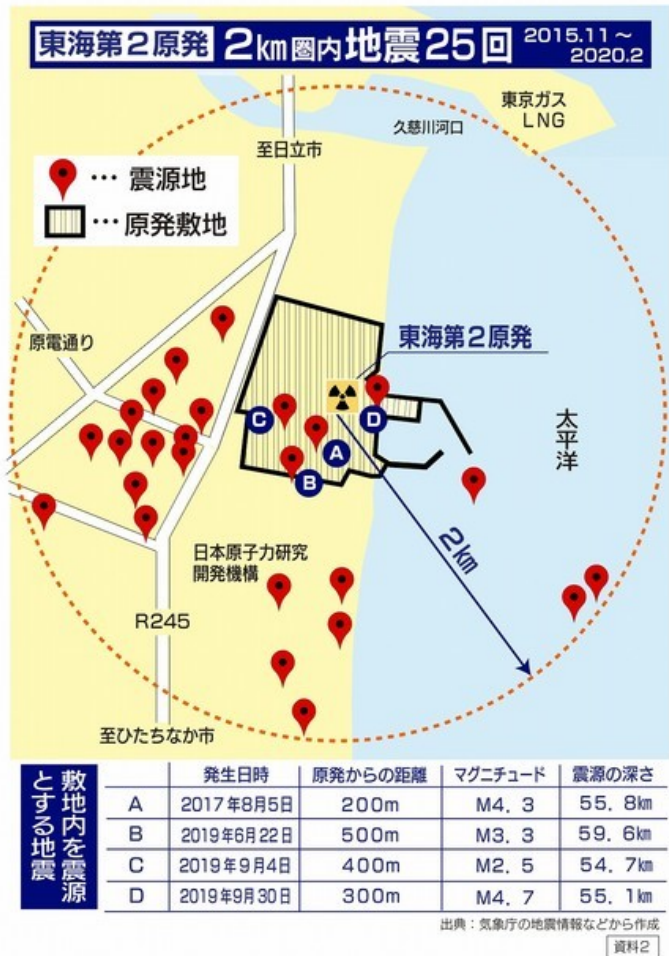 東海第2原発 2km圏内地震25回 2015.11～
2020.2
東京ガス
LNG
久慈川河口
至日立市
… 震源地
… 原発敷地
原電通り
東海第2原発
C
D
A
B
太平洋
2km
日本原子力研究
開発機構
R245
至ひたちなか市
敷地内を震源
とする地震
発生日時 原発からの距離 マグニチュード 震源の深さ
A 2017年8月5日 200m M4.3 55.8km
B 2019年6月22日 500m M3.3 59.6km
C 2019年9月4日 400m M2.5 54.7km
D 2019年9月30日 300m M4.7 55.1km
出典：気象庁の地震情報などから作成
資料2